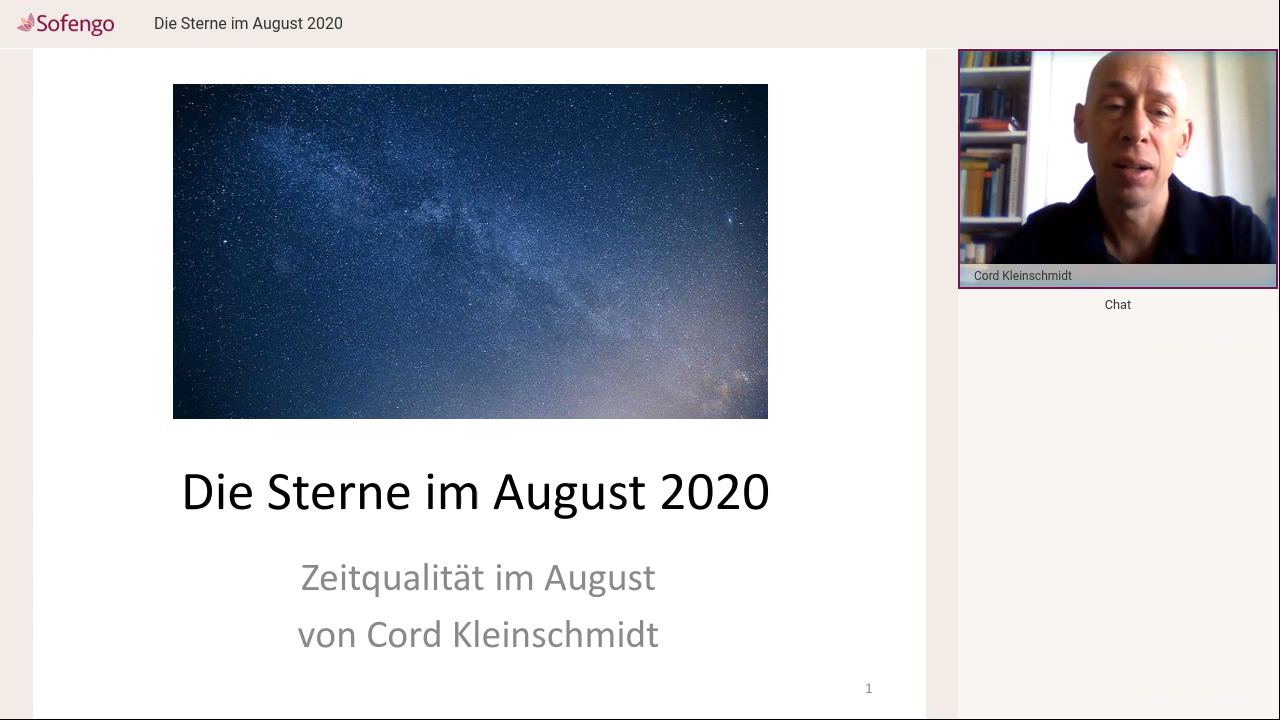 Sofengo
Die Sterne im August 2020
Cord Kleinschmidt
Chat
Die Sterne im August 2020
Zeitqualität im August
von Cord Kleinschmidt
1